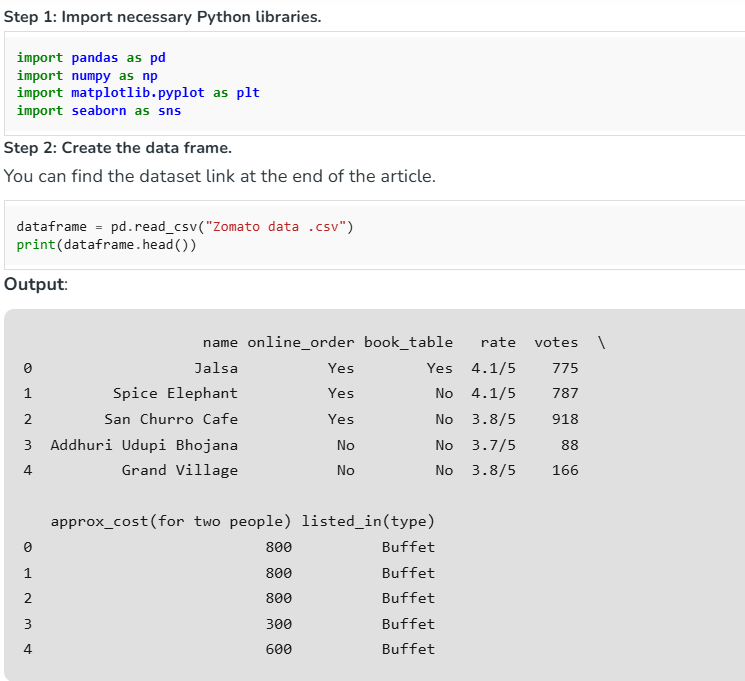 Step 1: Import necessary Python libraries.
import pandas as pd
import numpy as np
import matplotlib.pyplot as plt
import seaborn as sns
Step 2: Create the data frame.
You can find the dataset link at the end of the article.
dataframe = pd.read_csv("Zomato data .csv")
print(dataframe.head())
Output:
name online_order book_table rate votes \
0 Jalsa Yes Yes 4.1/5 775
1 Spice Elephant Yes No 4.1/5 787
2 San Churro Cafe Yes No 3.8/5 918
3 Addhuri Udupi Bhojana No No 3.7/5 88
4 Grand Village No No 3.8/5 166
approx_cost(for two people) listed_in(type)
0 800 Buffet
1 800 Buffet
2 800 Buffet
3 300 Buffet
4 600 Buffet